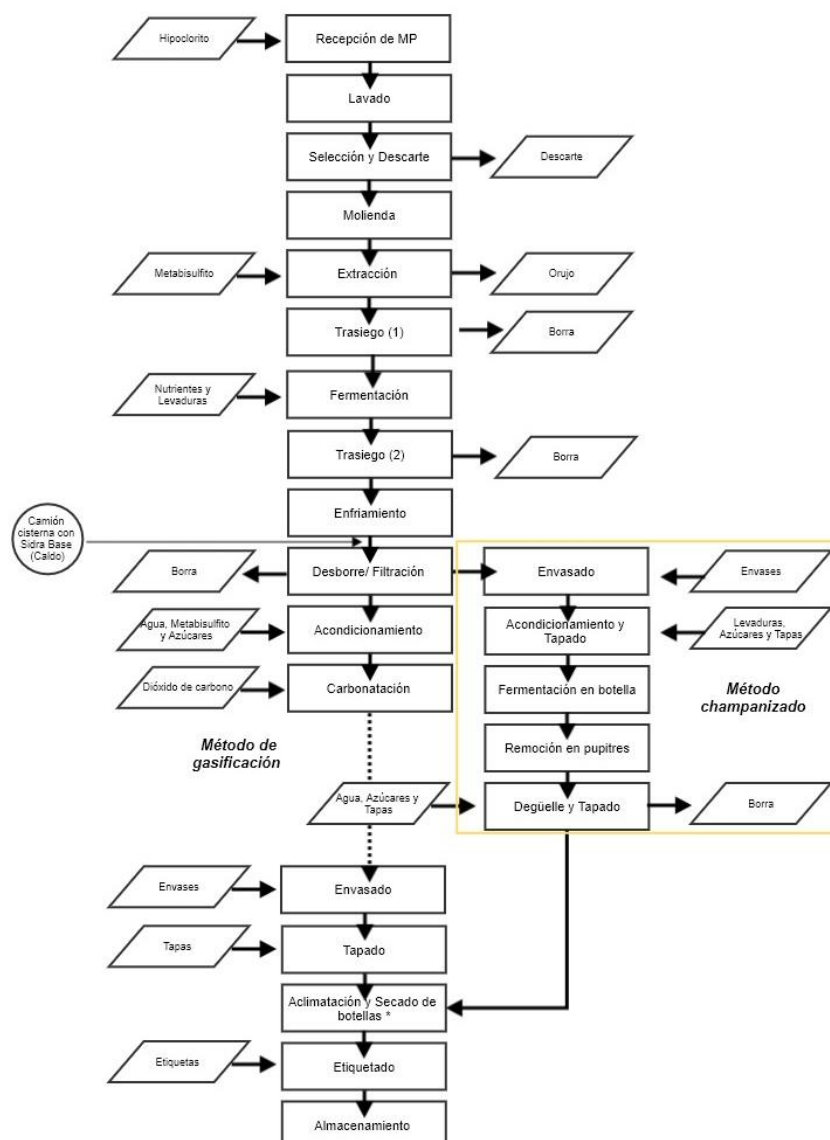 Hipoclorito
Recepción de MP
Lavado
Selección y Descarte
Descarte
Molienda
Metabisulfito
Extracción
Orujo
Trasiego (1)
Borra
Nutrientes y
Levaduras
Fermentación
Trasiego (2)
Borra
Enfriamiento
Camión
cisterna con
Sidra Base
(Caldo)
Borra
Desborre/ Filtración
Envasado
Envases
Agua, Metabisulfito
y Azúcares
Acondicionamiento
Acondicionamiento y
Tapado
Levaduras,
Azúcares y Tapas
Dióxido de carbono
Carbonatación
Fermentación en botella
Método
champanizado
Método de
gasificación
Remoción en pupitres
Agua, Azúcares y
Tapas
Degüelle y Tapado
Borra
Envases
Envasado
Tapas
Tapado
Aclimatación y Secado de
botellas *
Etiquetas
Etiquetado
Almacenamiento